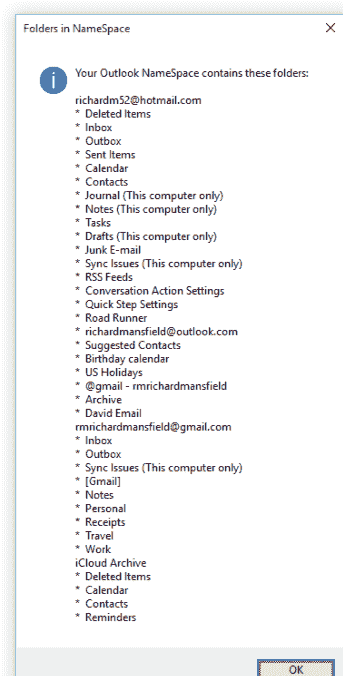 Folders in NameSpace
Your Outlook NameSpace contains these folders:
richardm52@hotmail.com
* Deleted Items
* Inbox
* Outbox
* Sent Items
* Calendar
* Contacts
* Journal (This computer only)
* Notes (This computer only)
* Tasks
* Drafts (This computer only)
* Junk E-mail
* Sync Issues (This computer only)
* RSS Feeds
* Conversation Action Settings
* Quick Step Settings
* Road Runner
* richardmansfield@outlook.com
* Suggested Contacts
* Birthday calendar
* US Holidays
* @gmail - rmrichardmansfield
* Archive
* David Email
rmrichardmansfield@gmail.com
* Inbox
* Outbox
* Sync Issues (This computer only)
* [Gmail]
* Notes
* Personal
* Receipts
* Travel
* Work
iCloud Archive
* Deleted Items
* Calendar
* Contacts
* Reminders
OK